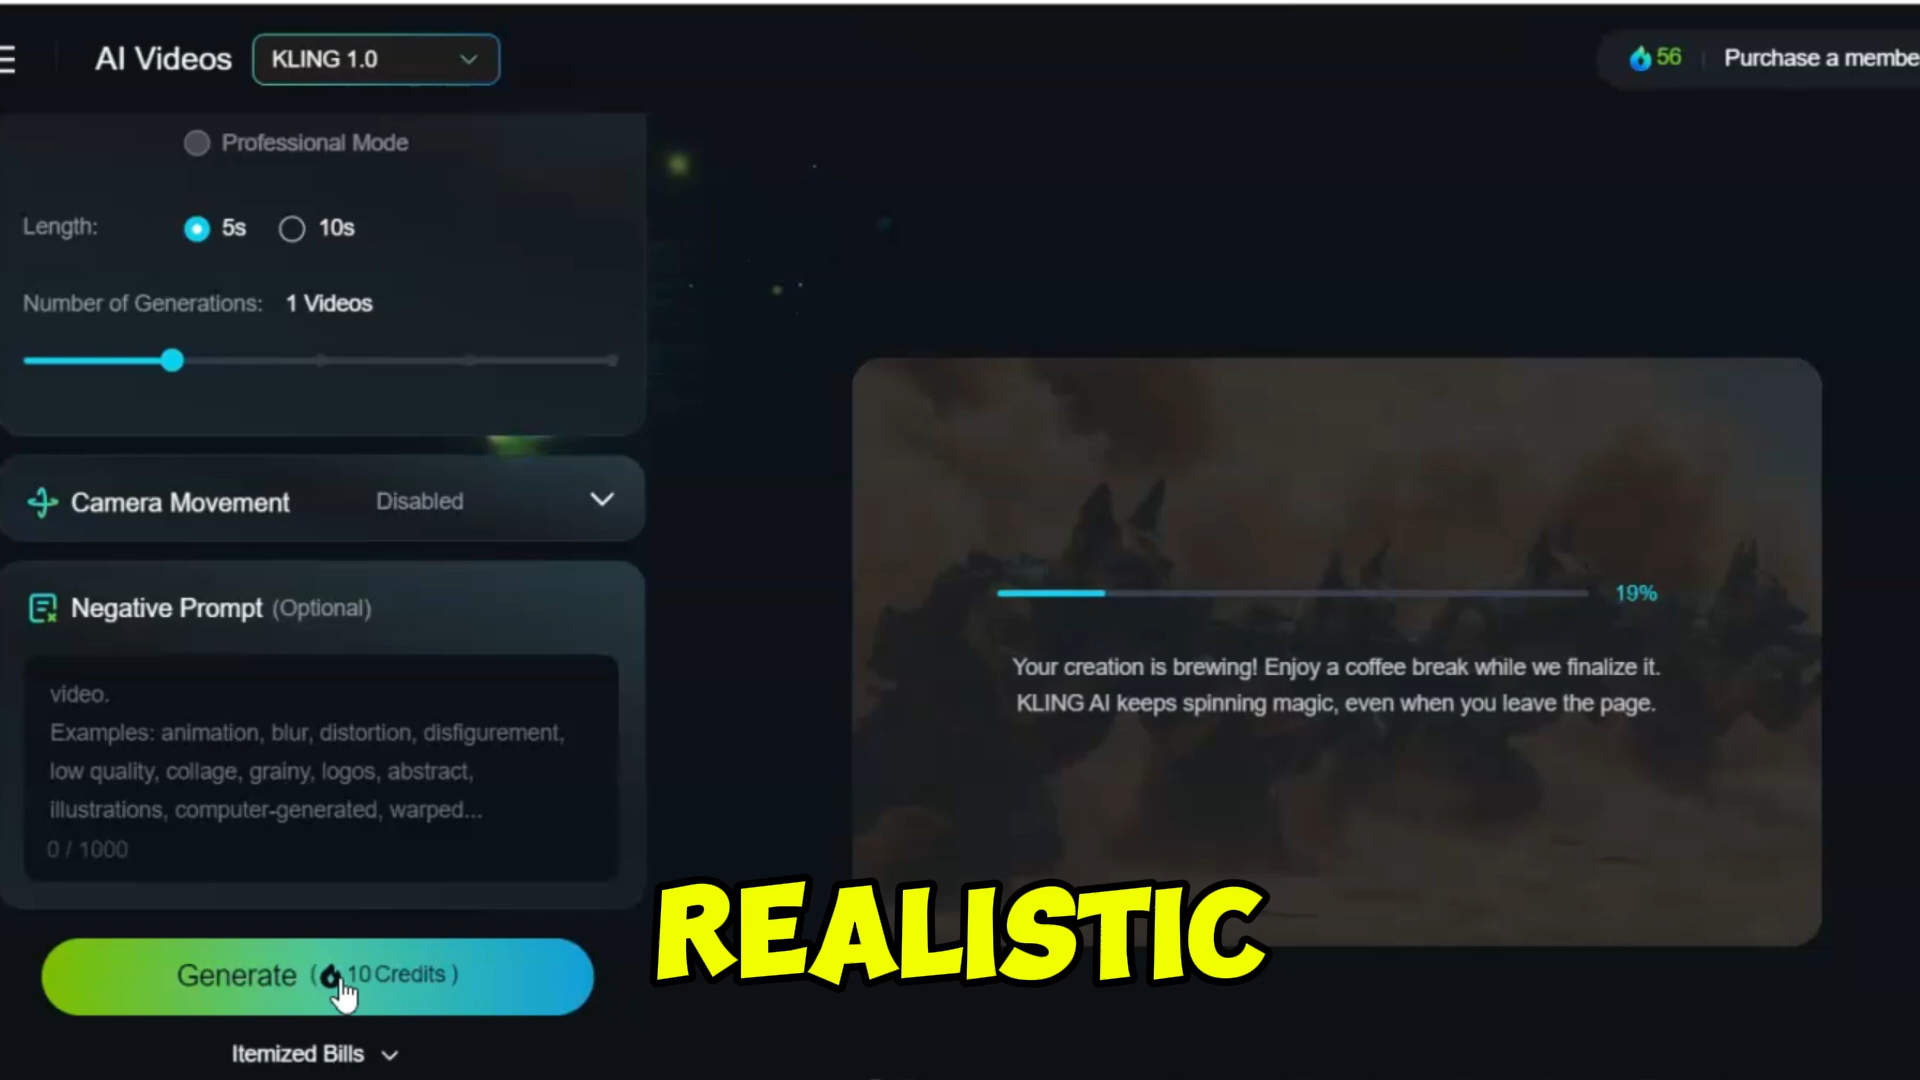 AI Videos
KLING 1.0
56
Purchase a membe
Professional Mode
Length:
5s
10s
Number of Generations:
1 Videos
Camera Movement
Disabled
Negative Prompt (Optional)
video.
Examples: animation, blur, distortion, disfigurement,
low quality, collage, grainy, logos, abstract,
illustrations, computer-generated, warped...
0 / 1000
Generate ( 10 Credits )
Itemized Bills
19%
Your creation is brewing! Enjoy a coffee break while we finalize it.
KLING AI keeps spinning magic, even when you leave the page.
REALISTIC